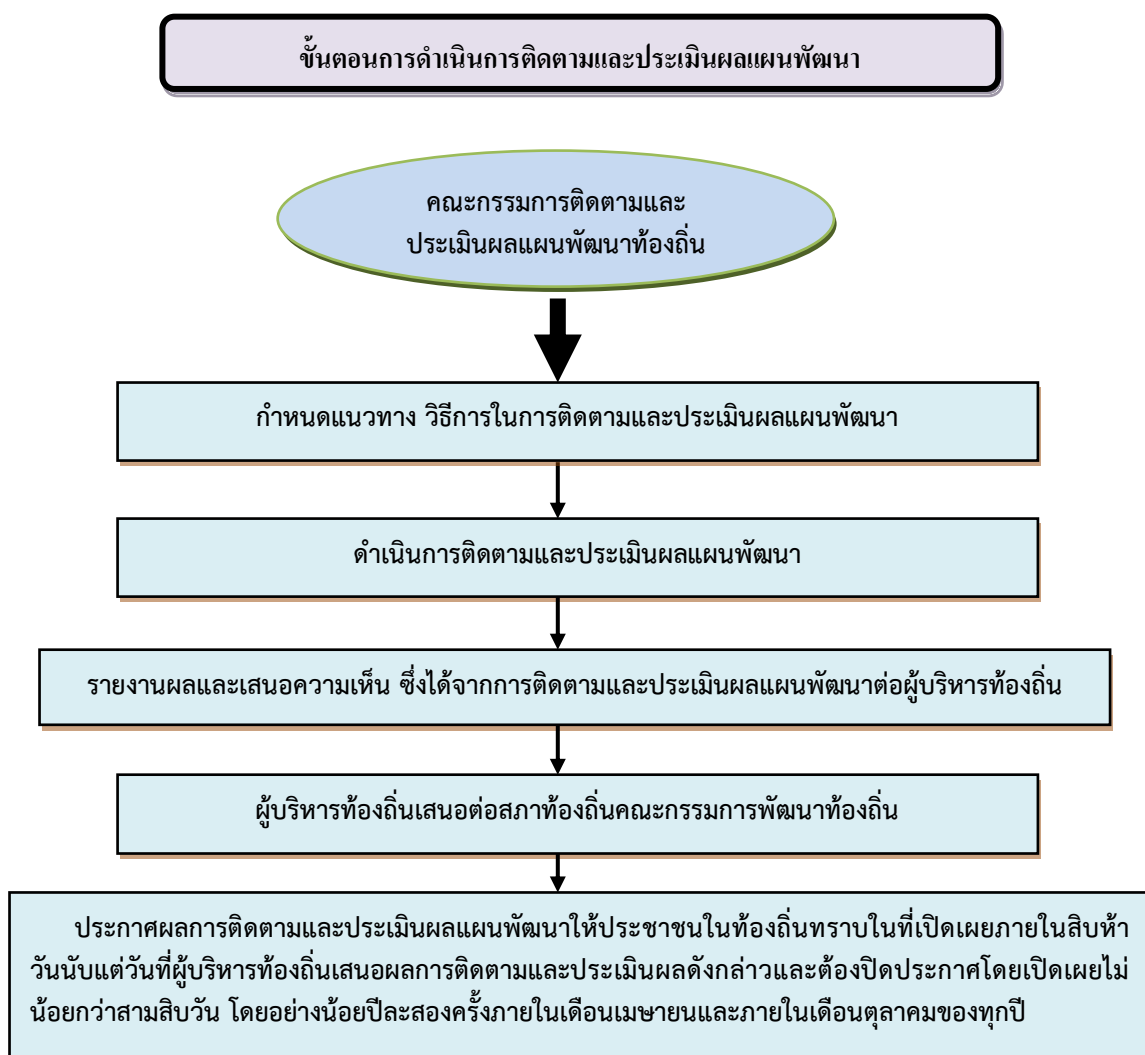 ขั้นตอนการดำเนินการติดตามและประเมินผลแผนพัฒนา
คณะกรรมการติดตามและ
ประเมินผลแผนพัฒนาท้องถิ่น
กำหนดแนวทาง วิธีการในการติดตามและประเมินผลแผนพัฒนา
ดำเนินการติดตามและประเมินผลแผนพัฒนา
รายงานผลและเสนอความเห็น ซึ่งได้จากการติดตามและประเมินผลแผนพัฒนาต่อผู้บริหารท้องถิ่น
ผู้บริหารท้องถิ่นเสนอต่อสภาท้องถิ่นคณะกรรมการพัฒนาท้องถิ่น
ประกาศผลการติดตามและประเมินผลแผนพัฒนาให้ประชาชนในท้องถิ่นทราบในที่เปิดเผยภายในสิบห้า
วันนับแต่วันที่ผู้บริหารท้องถิ่นเสนอผลการติดตามและประเมินผลดังกล่าวและต้องปิดประกาศโดยเปิดเผยไม่
น้อยกว่าสามสิบวัน โดยอย่างน้อยปีละสองครั้งภายในเดือนเมษายนและภายในเดือนตุลาคมของทุกปี